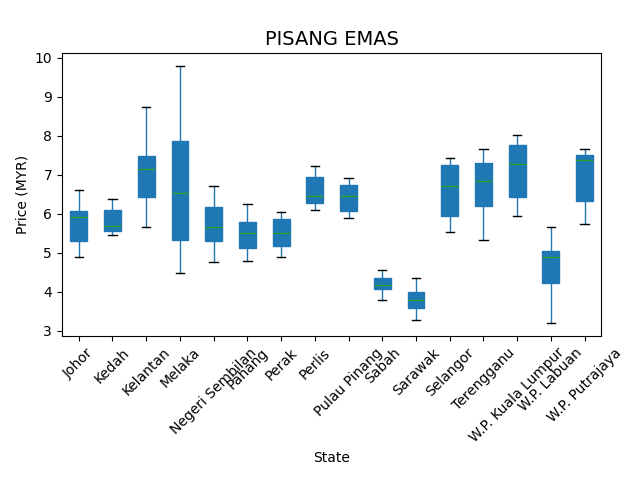 PISANG EMAS
Price (MYR)
10
9
8
7
6
5
4
3
Johor
Kedah
Kelantan
Melaka
Negeri Sembilan
Pahang
Perak
Perlis
Pulau Pinang
Sabah
Sarawak
Selangor
Terengganu
W.P. Kuala Lumpur
W.P. Labuan
W.P. Putrajaya
State